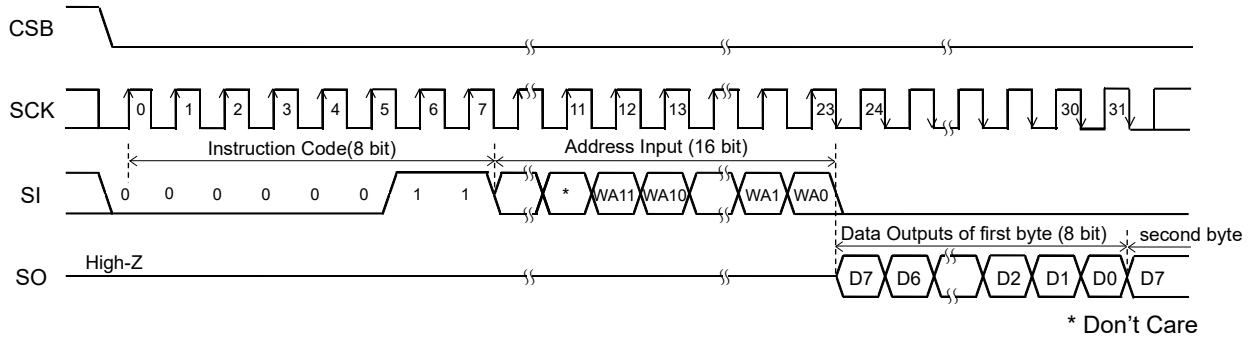 CSB
SCK 0 1 2 3 4 5 6 7 11 12 13 23 24 30 31
Instruction Code(8 bit) Address Input (16 bit)
SI 0 0 0 0 0 0 1 1 * WA11 WA10 WA1 WA0
Data Outputs of first byte (8 bit) second byte
High-Z
SO D7 D6 D2 D1 D0 D7
* Don't Care